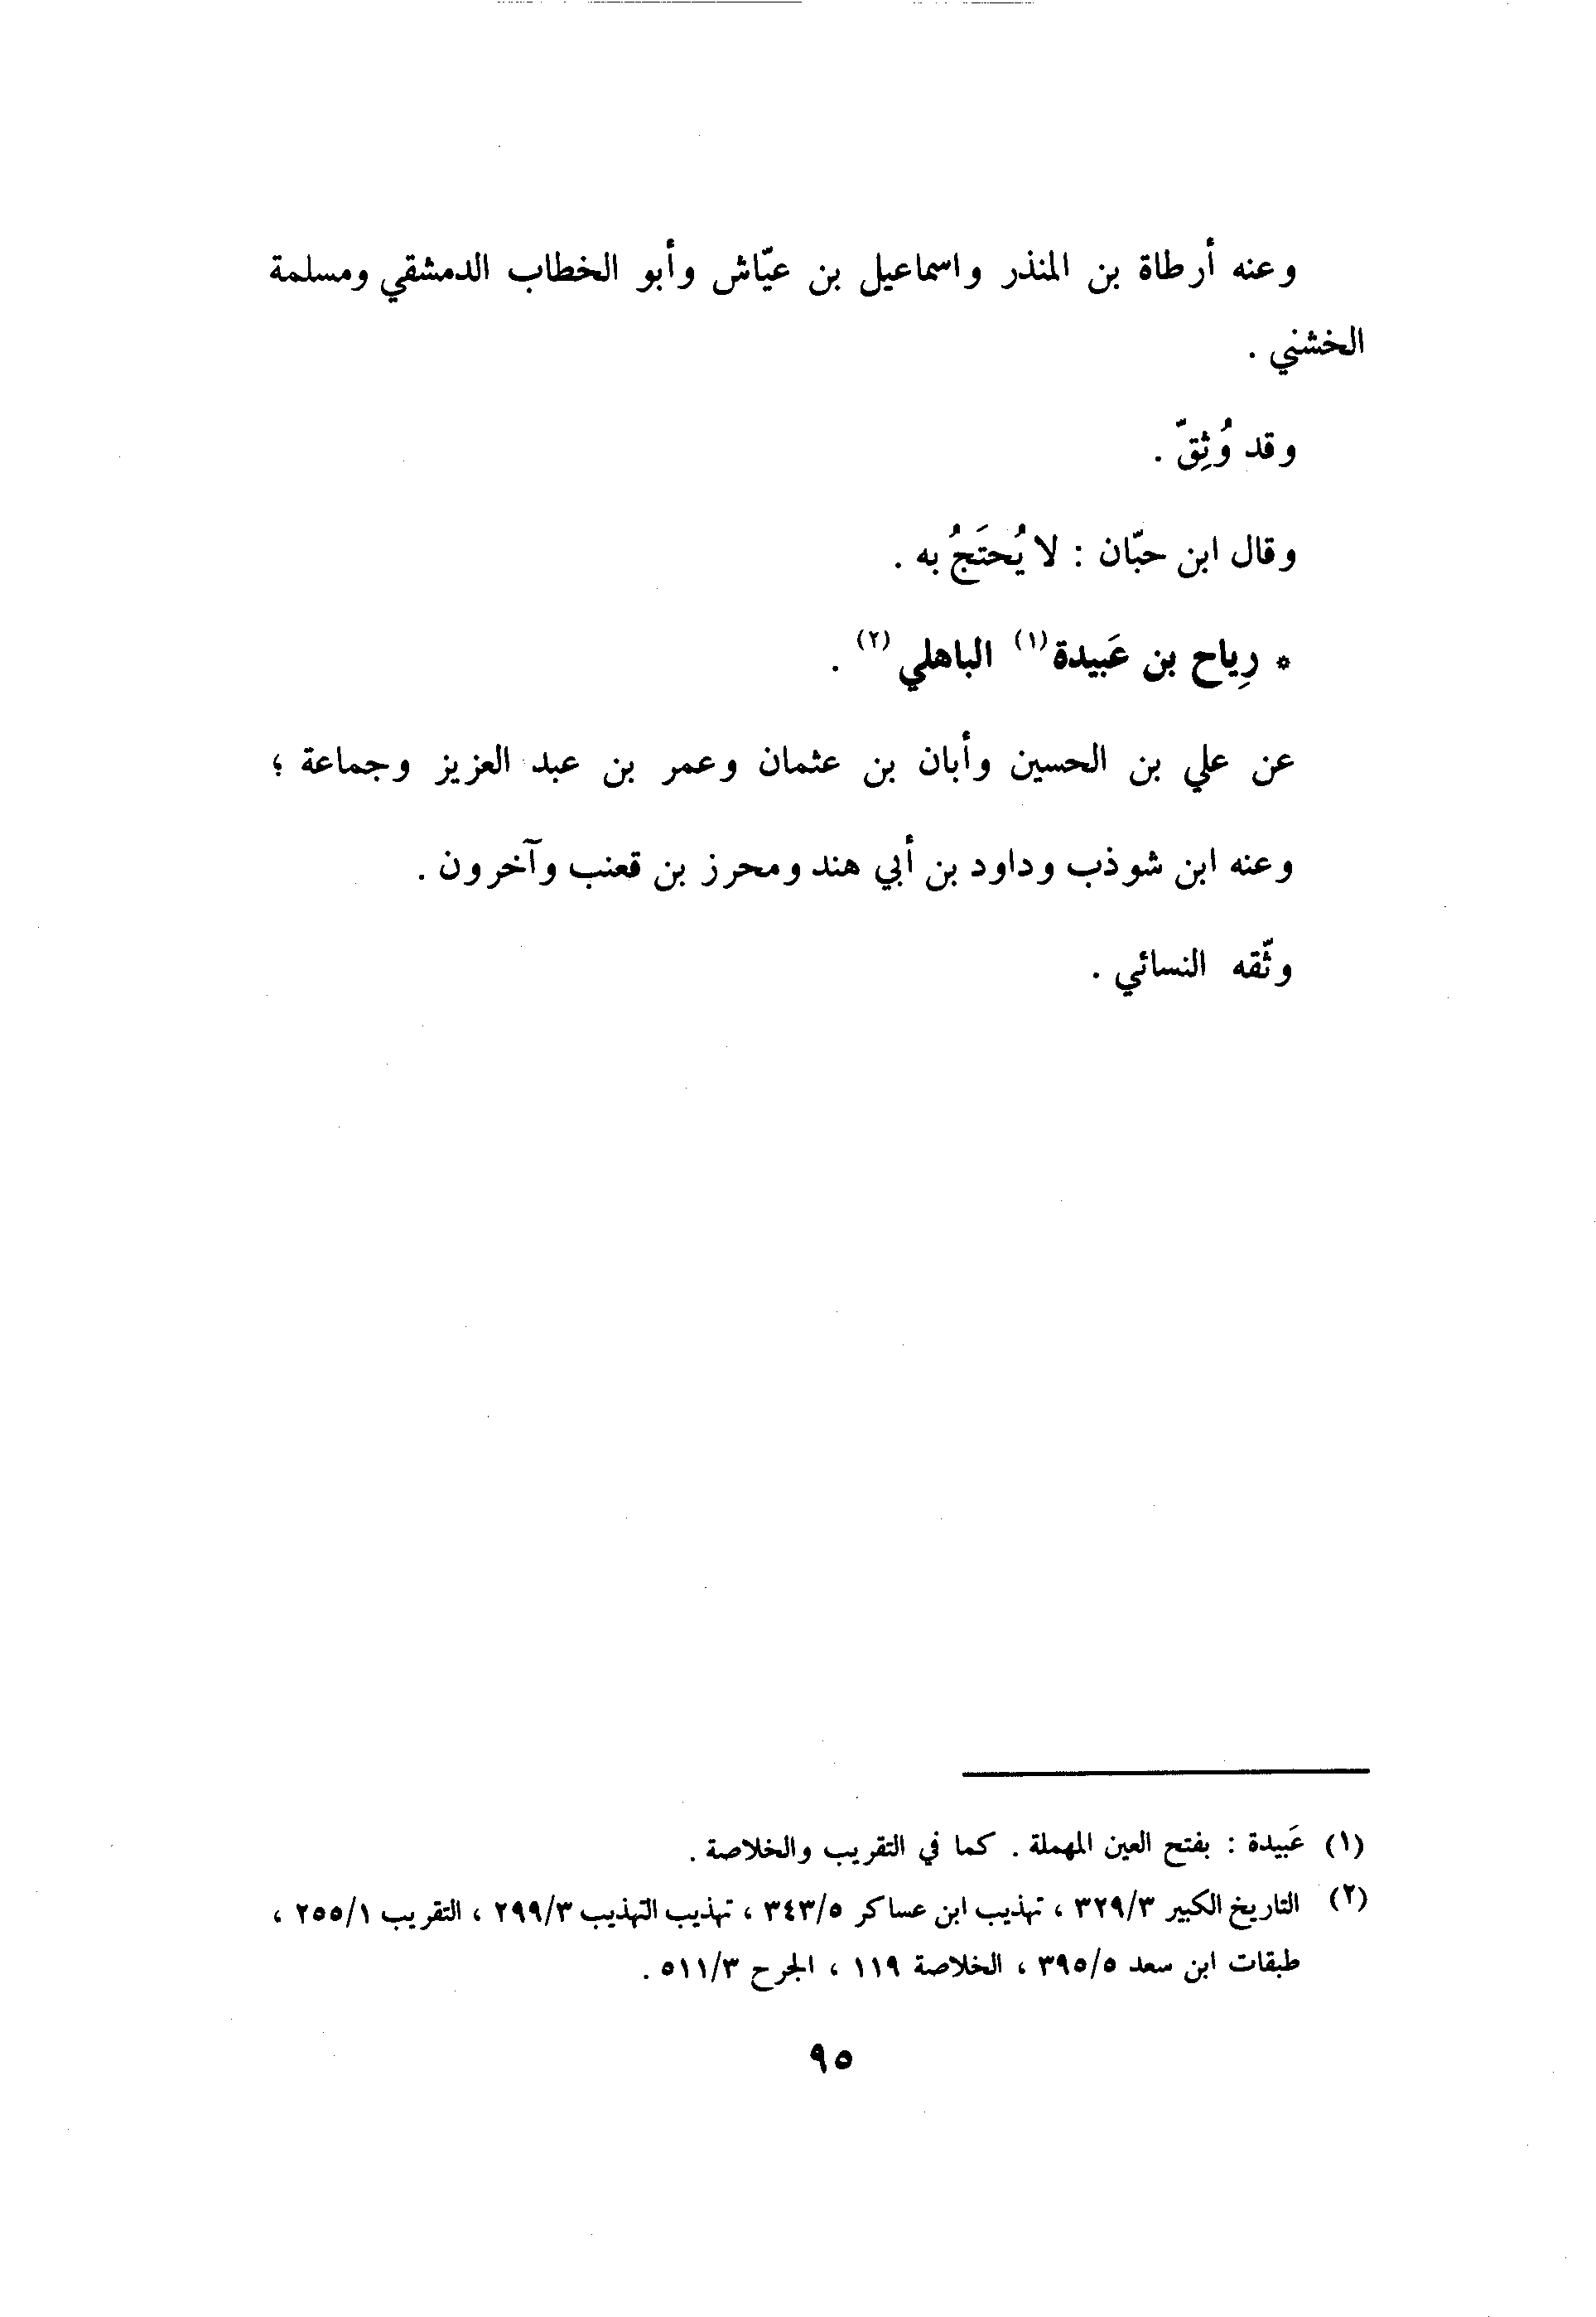 وعنه أرطاة بن المنذر واسماعيل بن عيّاش وأبو الخطاب الدمشقي ومسلمة
الخشني .
وقد وُثِقّ .
وقال ابن حبّان : لا يُحتَجُ به .
* رِياح بن عَبيدة(١) الباهلي(٢) .
عن علي بن الحسين وأبان بن عثمان وعمر بن عبد العزيز وجماعة ؛
وعنه ابن شوذب وداود بن أبي هند ومحرز بن قعنب وآخرون .
وثّقه النسائي .
(١) عَبيدة : بفتح العين المهملة . كما في التقريب والخلاصة .
(٢) التاريخ الكبير ٣٢٩/٣ ، تهذيب ابن عساكر ٣٤٣/٥ ، تهذيب التهذيب ٢٩٩/٣ ، التقريب ٢٥٥/١ ،
طبقات ابن سعد ٣٩٥/٥ ، الخلاصة ١١٩ ، الجرح ٥١١/٣ .
٩٥